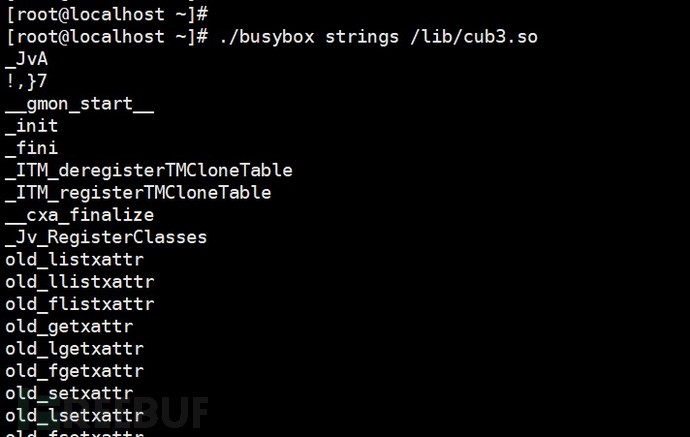 [root@localhost ~]#
[root@localhost ~]# ./busybox strings /lib/cub3.so
_JvA
!,}7
__gmon_start__
_init
_fini
_ITM_deregisterTMCloneTable
_ITM_registerTMCloneTable
__cxa_finalize
_Jv_RegisterClasses
old_listxattr
old_llistxattr
old_flistxattr
old_getxattr
old_lgetxattr
old_fgetxattr
old_setxattr
old_lsetxattr
old_fsetxattr
FREEBUF